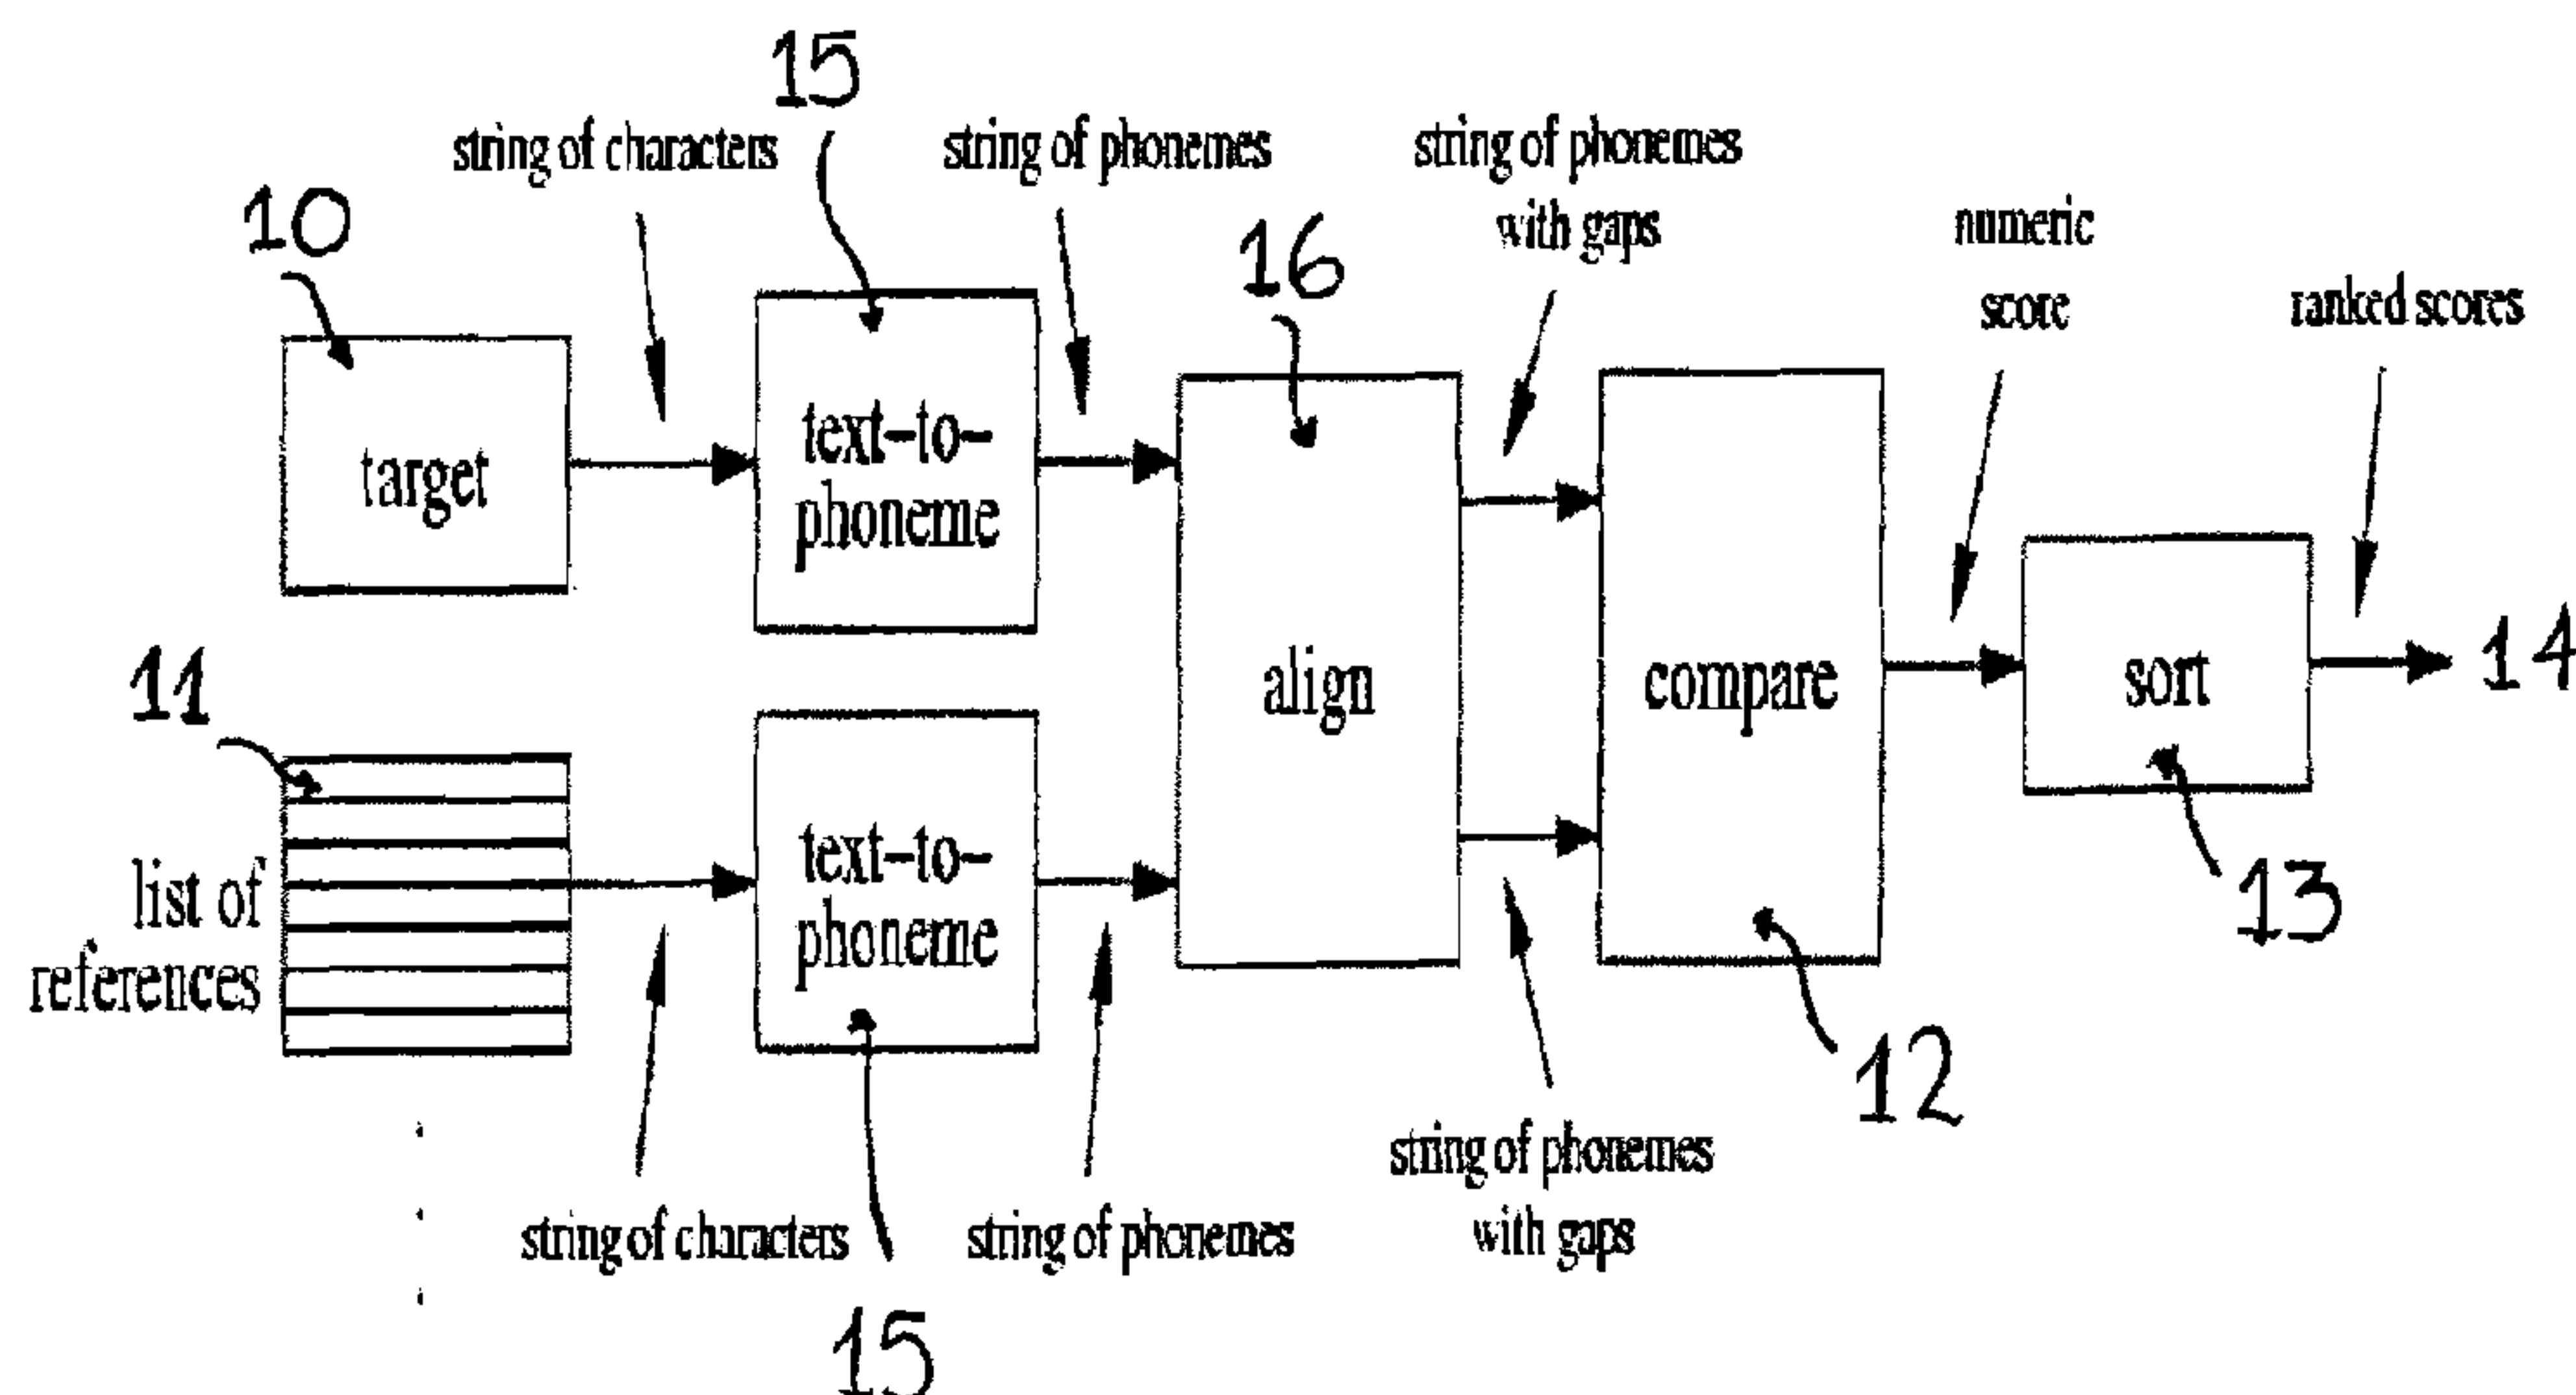 15
string of characters
string of phonemes
string of phonemes
with gaps
10
16
numeric
score
ranked scores
target
text-to-
phoneme
11
align
compare
sort
14
list of
references
text-to-
phoneme
13
12
string of characters
string of phonemes
string of phonemes
with gaps
15